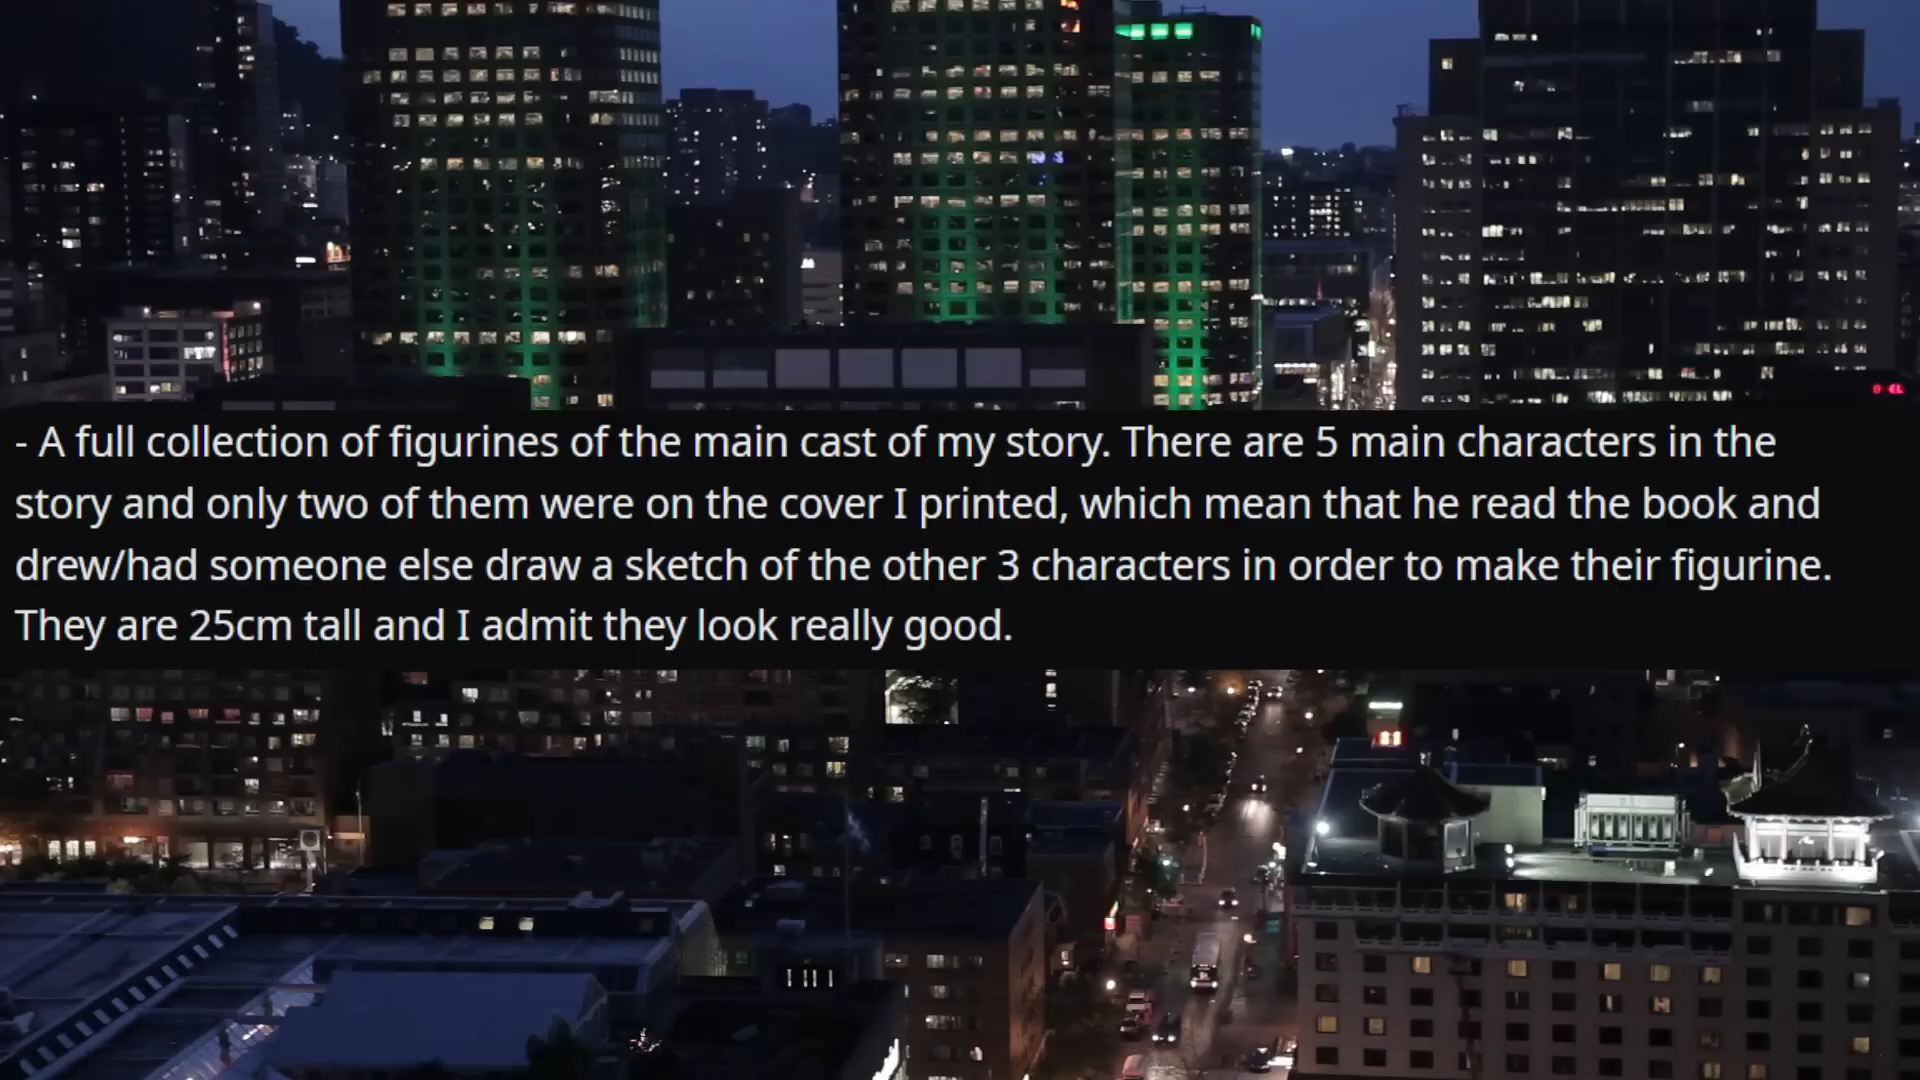 - A full collection of figurines of the main cast of my story. There are 5 main characters in the
story and only two of them were on the cover I printed, which mean that he read the book and
drew/had someone else draw a sketch of the other 3 characters in order to make their figurine.
They are 25cm tall and I admit they look really good.